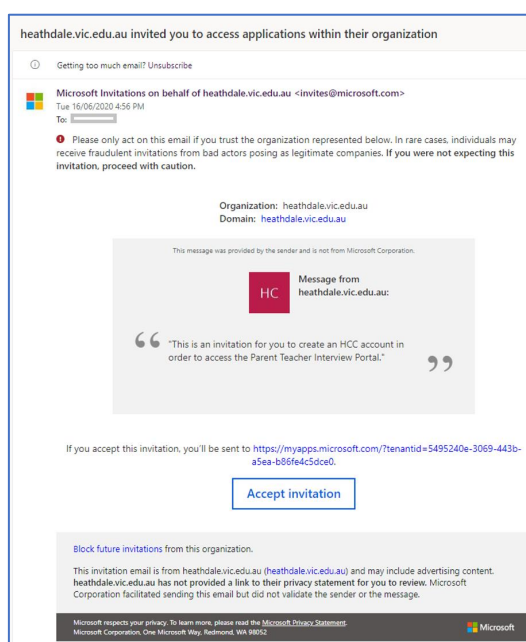 heathdale.vic.edu.au invited you to access applications within their organization
Getting too much email? Unsubscribe
Microsoft Invitations on behalf of heathdale.vic.edu.au <invites@microsoft.com>
Tue 16/06/2020 4:56 PM
To:
Please only act on this email if you trust the organization represented below. In rare cases, individuals may
receive fraudulent invitations from bad actors posing as legitimate companies. If you were not expecting this
invitation, proceed with caution.
Organization: heathdale.vic.edu.au
Domain: heathdale.vic.edu.au
This message was provided by the sender and is not from Microsoft Corporation.
HC
Message from
heathdale.vic.edu.au:
"This is an invitation for you to create an HCC account in
order to access the Parent Teacher Interview Portal."
If you accept this invitation, you'll be sent to https://myapps.microsoft.com/?tenantid=5495240e-3069-443b-
a5ea-b86fe4c5dce0.
Accept invitation
Block future invitations from this organization.
This invitation email is from heathdale.vic.edu.au (heathdale.vic.edu.au) and may include advertising content.
heathdale.vic.edu.au has not provided a link to their privacy statement for you to review. Microsoft
Corporation facilitated sending this email but did not validate the sender or the message.
Microsoft respects your privacy. To learn more, please read the Microsoft Privacy Statement.
Microsoft Corporation, One Microsoft Way, Redmond, WA 98052
Microsoft